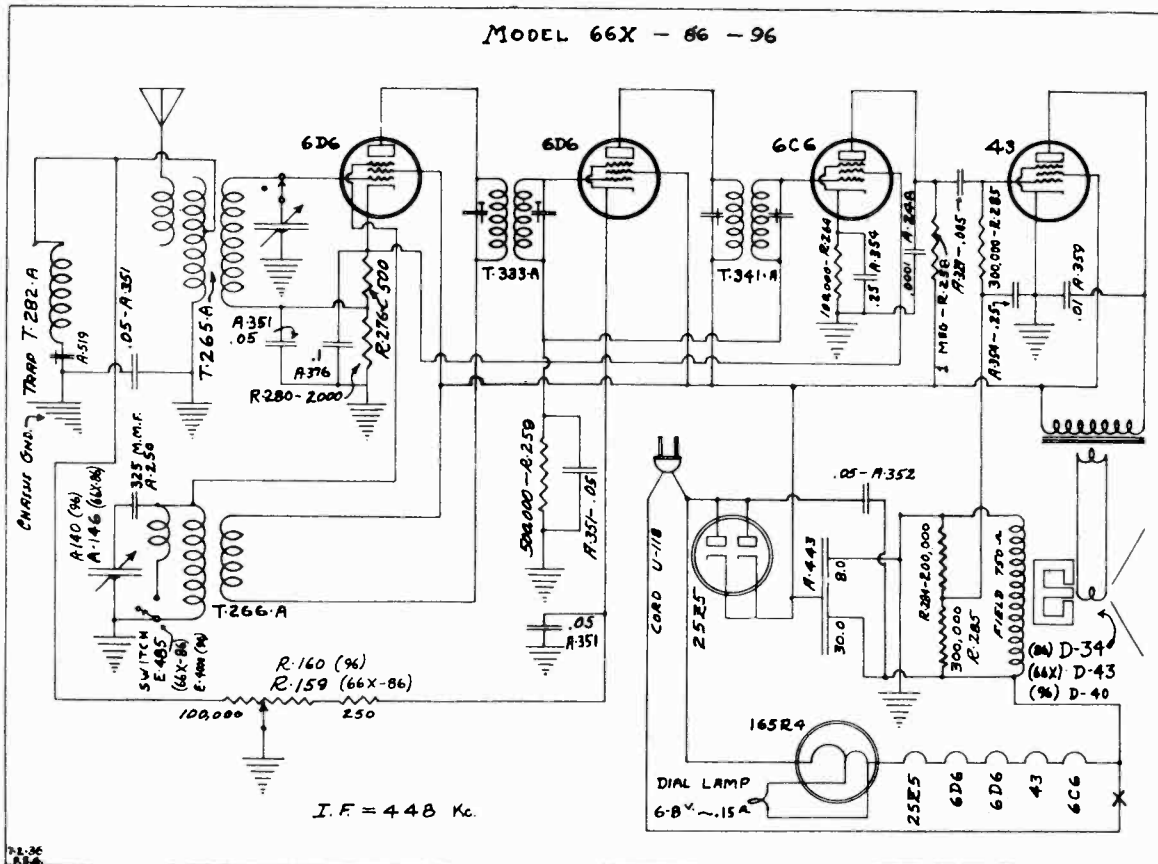 MODEL 66X - 86 - 96
6D6
6D6
6C6
43
TRAP T.282.A
A.519
.05-A.351
T.265.A
A.351
.05
.1
A.376
R.276C 500
R.280-2000
T.333.A
T.341.A
100,000-R.264
.25 A.354
.0001 A.248
1 MEG-R.258
A.329-.005
300,000-R.285
A.354-.25
.01 A.359
CHASSIS GND.
325 M.M.F.
A.250
A.140 (96)
A.146 (66X-86)
SWITCH
E.485
(66X-86)
E.400 (96)
T.266.A
500,000-R.259
A.351-.05
.05
A.351
R.160 (96)
R.159 (66X-86)
100,000
250
CORD U-118
25Z5
.05-A.352
A.443
8.0
30.0
R.284-200,000
300,000
R.285
FIELD 750Ω
(86) D-34
(66X) D-43
(96) D-40
165R4
DIAL LAMP
6-8 V. ~ .15 A
25Z5
6D6
6D6
43
6C6
I.F. = 448 Kc.